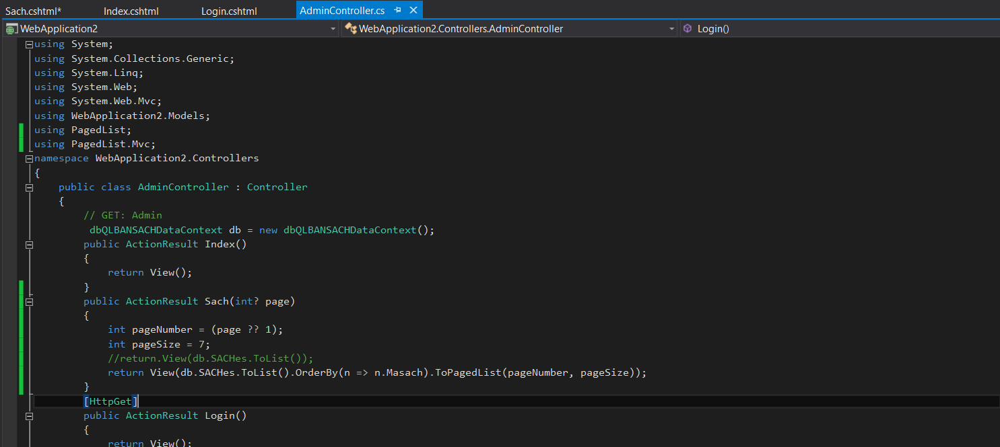 Sach.cshtml* Index.cshtml Login.cshtml AdminController.cs
WebApplication2 WebApplication2.Controllers.AdminController Login()
using System;
using System.Collections.Generic;
using System.Linq;
using System.Web;
using System.Web.Mvc;
using WebApplication2.Models;
using PagedList;
using PagedList.Mvc;
namespace WebApplication2.Controllers
{
    public class AdminController : Controller
    {
        // GET: Admin
         dbQLBANSACHDataContext db = new dbQLBANSACHDataContext();
        public ActionResult Index()
        {
            return View();
        }
        public ActionResult Sach(int? page)
        {
            int pageNumber = (page ?? 1);
            int pageSize = 7;
            //return.View(db.SACHes.ToList());
            return View(db.SACHes.ToList().OrderBy(n => n.Masach).ToPagedList(pageNumber, pageSize));
        }
        [HttpGet]
        public ActionResult Login()
        {
            return View();